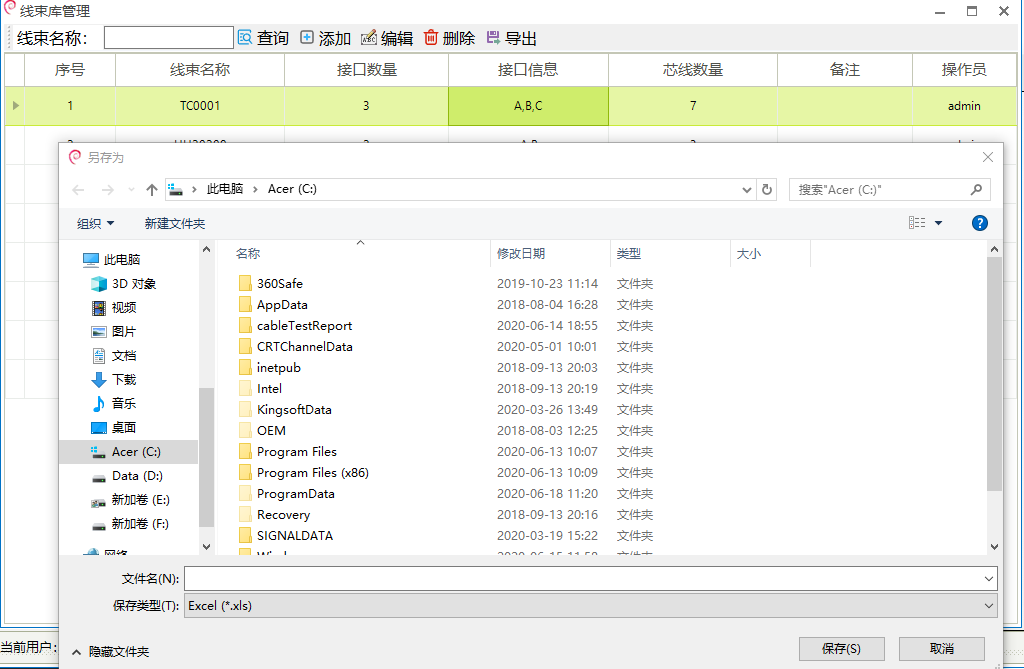 线束库管理
线束名称: 查询 添加 编辑 删除 导出
序号 线束名称 接口数量 接口信息 芯线数量 备注 操作员
1 TC0001 3 A,B,C 7 admin
另存为
此电脑 Acer (C:) 搜索"Acer (C:)"
组织 新建文件夹
名称 修改日期 类型 大小
此电脑
3D 对象
视频
图片
文档
下载
音乐
桌面
Acer (C:)
Data (D:)
新加卷 (E:)
新加卷 (F:)
网络
360Safe 2019-10-23 11:14 文件夹
AppData 2018-08-04 16:28 文件夹
cableTestReport 2020-06-14 18:55 文件夹
CRTChannelData 2020-05-01 10:01 文件夹
inetpub 2018-09-13 20:03 文件夹
Intel 2018-09-13 20:19 文件夹
KingsoftData 2020-03-26 13:49 文件夹
OEM 2018-08-03 12:25 文件夹
Program Files 2020-06-13 10:07 文件夹
Program Files (x86) 2020-06-13 10:09 文件夹
ProgramData 2020-06-18 11:20 文件夹
Recovery 2018-09-13 20:16 文件夹
SIGNALDATA 2020-03-19 15:22 文件夹
文件名(N):
保存类型(T): Excel (*.xls)
当前用户:
隐藏文件夹 保存(S) 取消